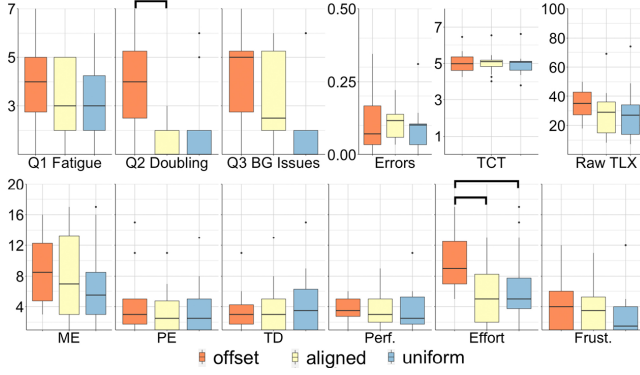 7
5
3
Q1 Fatigue
Q2 Doubling
Q3 BG Issues
0.50
0.25
0.00
Errors
7
5
3
1
TCT
100
80
60
40
20
Raw TLX
20
16
12
8
4
ME
PE
TD
Perf.
Effort
Frust.
offset aligned uniform